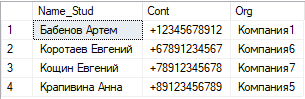 Name_Stud Cont Org
1 Бабенов Артем +12345678912 Компания1
2 Коротаев Евгений +67891234567 Компания6
3 Кощин Евгений +78912345678 Компания7
4 Крапивина Анна +89123456789 Компания5